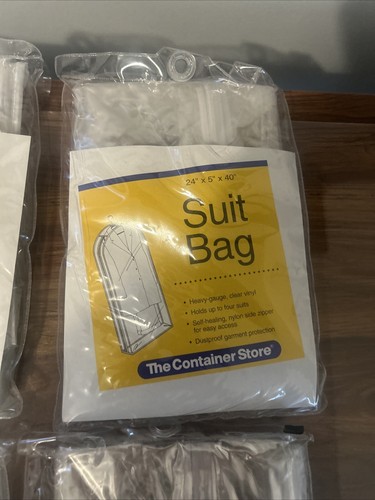 24" x 5" x 40"
Suit
Bag
• Heavy-gauge, clear vinyl
• Holds up to four suits
• Self-healing, nylon side zipper
for easy access
• Dustproof garment protection
The Container Store®